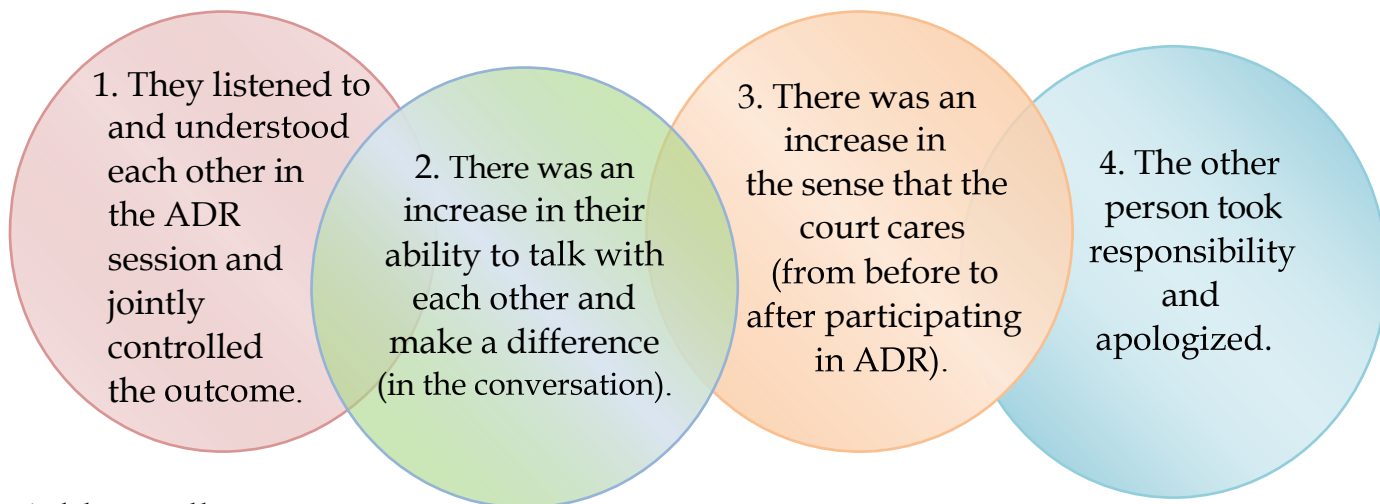 1. They listened to
and understood
each other in
the ADR
session and
jointly
controlled
the outcome.
2. There was an
increase in their
ability to talk with
each other and
make a difference
(in the conversation).
3. There was an
increase in
the sense that the
court cares
(from before to
after participating
in ADR).
4. The other
person took
responsibility
and
apologized.